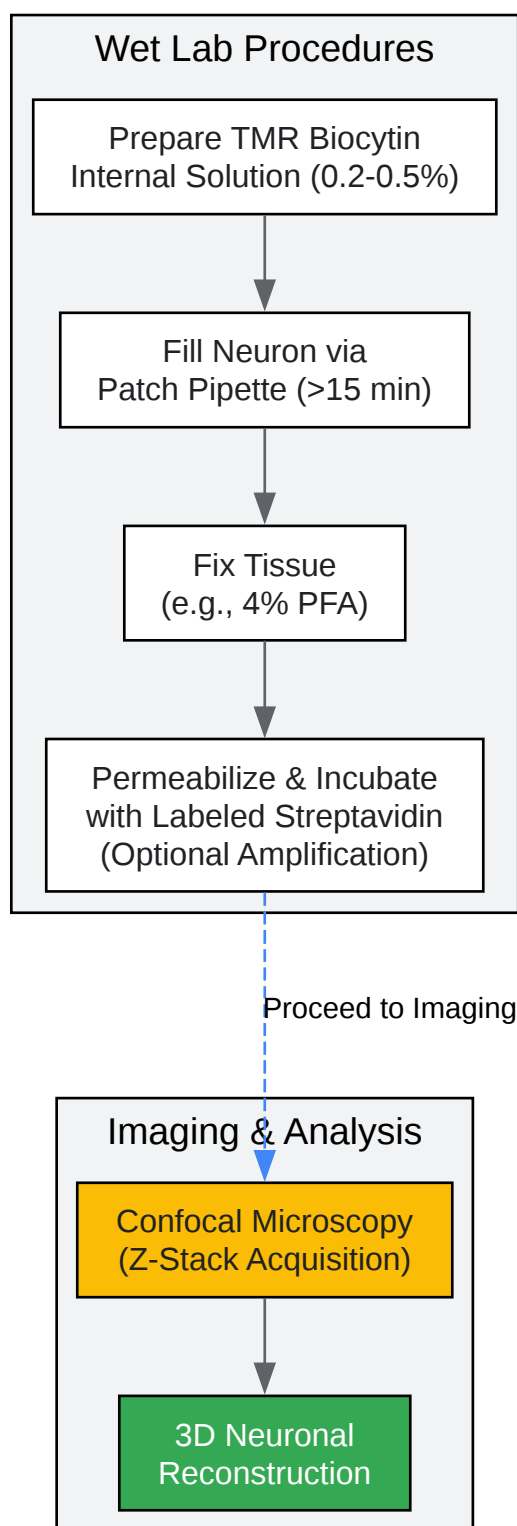 Wet Lab Procedures
Prepare TMR Biocytin
Internal Solution (0.2-0.5%)
Fill Neuron via
Patch Pipette (>15 min)
Fix Tissue
(e.g., 4% PFA)
Permeabilize & Incubate
with Labeled Streptavidin
(Optional Amplification)
Proceed to Imaging
Imaging & Analysis
Confocal Microscopy
(Z-Stack Acquisition)
3D Neuronal
Reconstruction